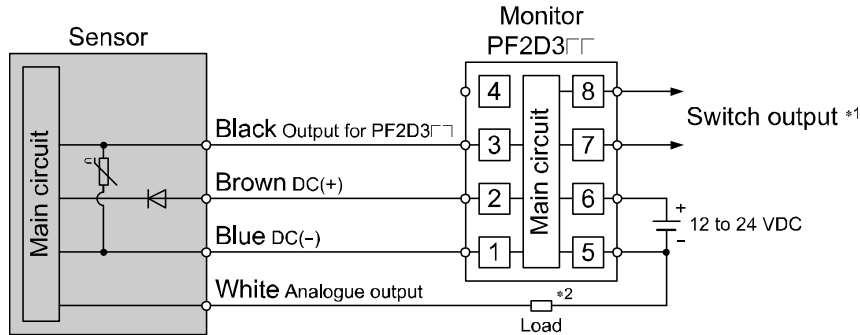 Monitor
PF2D3□□
Sensor
Main circuit
Black Output for PF2D3□□
Brown DC(+)
Blue DC(−)
White Analogue output
4
3
2
1
Main circuit
8
7
6
5
Switch output *1
+
−
12 to 24 VDC
*2
Load